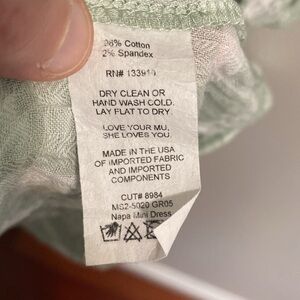 98% Cotton
2% Spandex
RN# 133910
DRY CLEAN OR
HAND WASH COLD.
LAY FLAT TO DRY.
LOVE YOUR MU,
SHE LOVES YOU.
MADE IN THE USA
OF IMPORTED FABRIC
AND IMPORTED
COMPONENTS
CUT# 8984
MS2-5020 GR05
Napa Mini Dress